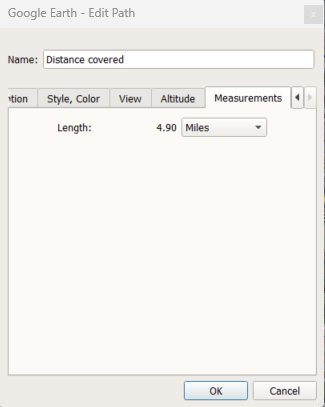 Google Earth - Edit Path
x
Name: Distance covered
ption Style, Color View Altitude Measurements
Length: 4.90 Miles
OK Cancel